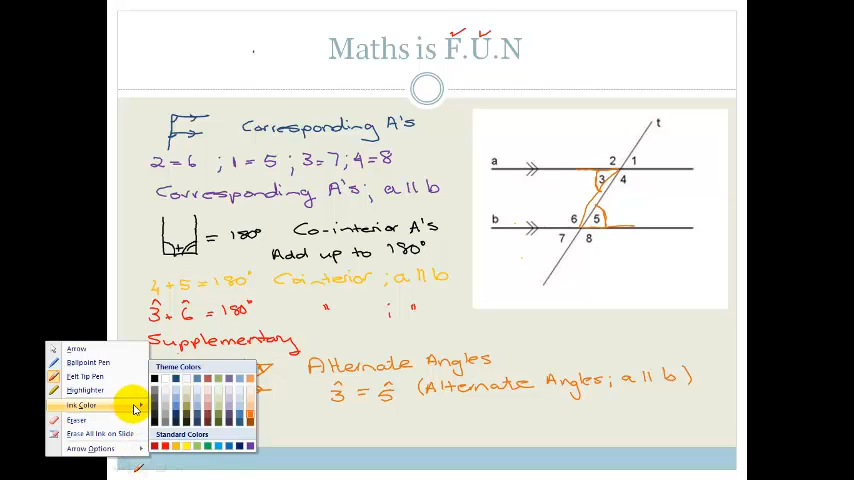 Maths is F.U.N
Corresponding A's
2=6 ; 1=5 ; 3=7; 4=8
Corresponding A's; a || b
= 180° Co-interior A's
Add up to 180°
4+5=180° Cointerior ; a || b
3̂ + 6̂ = 180° " ; "
Supplementary
Alternate Angles
3̂ = 5̂ (Alternate Angles; a || b)
t
a 2 1
3 4
b 6 5
7 8
Arrow
Ballpoint Pen
Felt Tip Pen
Highlighter
Ink Color
Eraser
Erase All Ink on Slide
Arrow Options
Theme Colors
Standard Colors